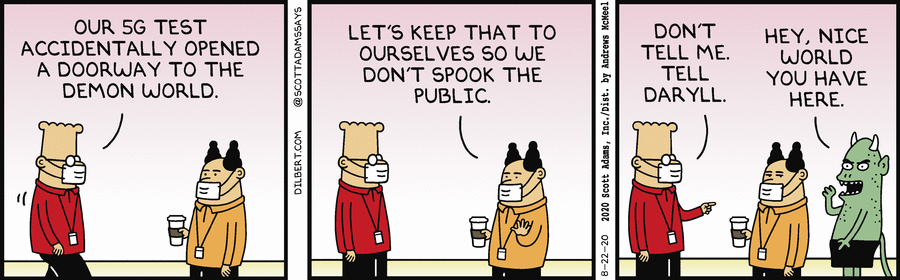 OUR 5G TEST
ACCIDENTALLY OPENED
A DOORWAY TO THE
DEMON WORLD.
DILBERT.COM @SCOTTADAMSSAYS
LET'S KEEP THAT TO
OURSELVES SO WE
DON'T SPOOK THE
PUBLIC.
8-22-20 2020 Scott Adams, Inc./Dist. by Andrews McMeel
DON'T
TELL ME.
TELL
DARYLL.
HEY, NICE
WORLD
YOU HAVE
HERE.